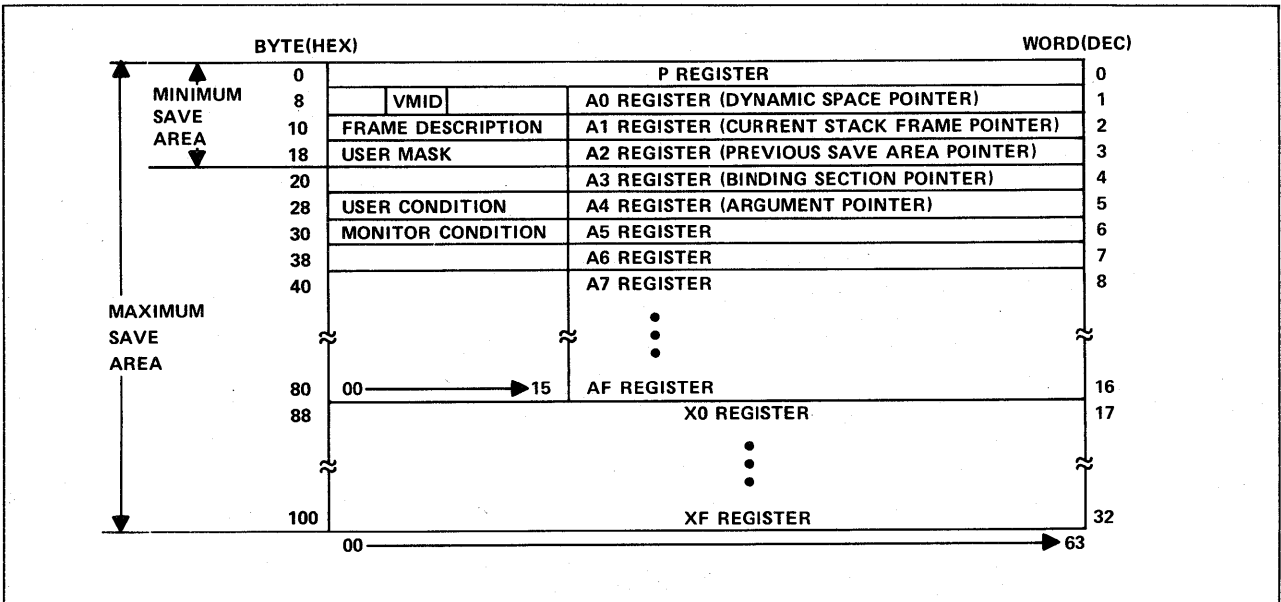 BYTE(HEX) WORD(DEC)
0 P REGISTER 0
MINIMUM SAVE AREA
8 VMID A0 REGISTER (DYNAMIC SPACE POINTER) 1
10 FRAME DESCRIPTION A1 REGISTER (CURRENT STACK FRAME POINTER) 2
18 USER MASK A2 REGISTER (PREVIOUS SAVE AREA POINTER) 3
20 A3 REGISTER (BINDING SECTION POINTER) 4
28 USER CONDITION A4 REGISTER (ARGUMENT POINTER) 5
30 MONITOR CONDITION A5 REGISTER 6
38 A6 REGISTER 7
40 A7 REGISTER 8
MAXIMUM
SAVE
AREA
80 00 15 AF REGISTER 16
88 X0 REGISTER 17
100 XF REGISTER 32
00 63